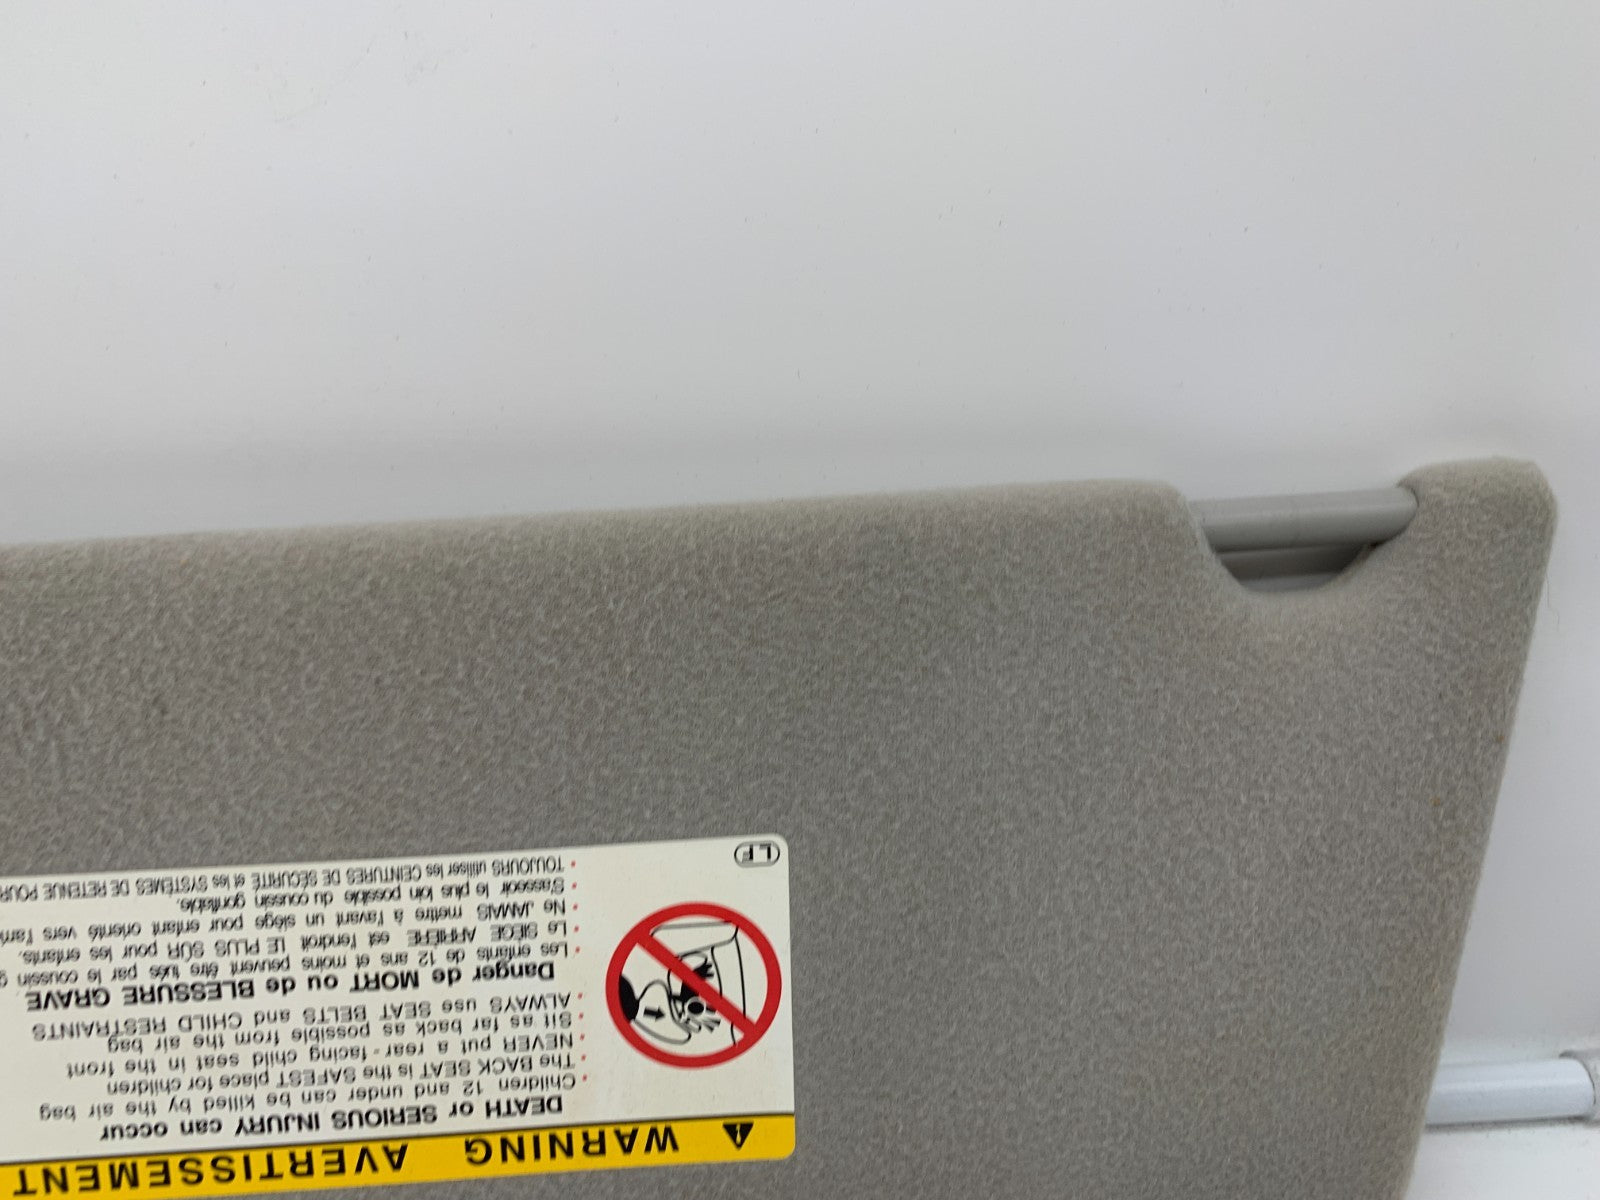 WARNING AVERTISSEMENT
DEATH or SERIOUS INJURY can occur
• Children 12 and under can be killed by the air bag
• The BACK SEAT is the SAFEST place for children
• NEVER put a rear-facing child seat in the front
• Sit as far back as possible from the air bag
• ALWAYS use SEAT BELTS and CHILD RESTRAINTS
Danger de MORT ou de BLESSURE GRAVE
• Les enfants de 12 ans et moins peuvent être tués par le coussin g
• Le SIÈGE ARRIÈRE est l'endroit LE PLUS SÛR pour les enfants.
• Ne JAMAIS mettre à l'avant un siège pour enfant orienté vers l'arri
• S'asseoir le plus loin possible du coussin gonflable.
• TOUJOURS utiliser les CEINTURES DE SÉCURITÉ et les SYSTÈMES DE RETENUE POUR
LF